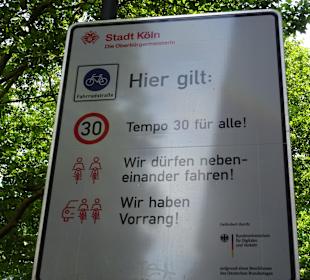 Stadt Köln
Die Oberbürgermeisterin
Fahrradstraße
Hier gilt:
30
Tempo 30 für alle!
Wir dürfen neben-
einander fahren!
Wir haben
Vorrang!
Gefördert durch:
Bundesministerium
für Digitales
und Verkehr
aufgrund eines Beschlusses
des Deutschen Bundestages